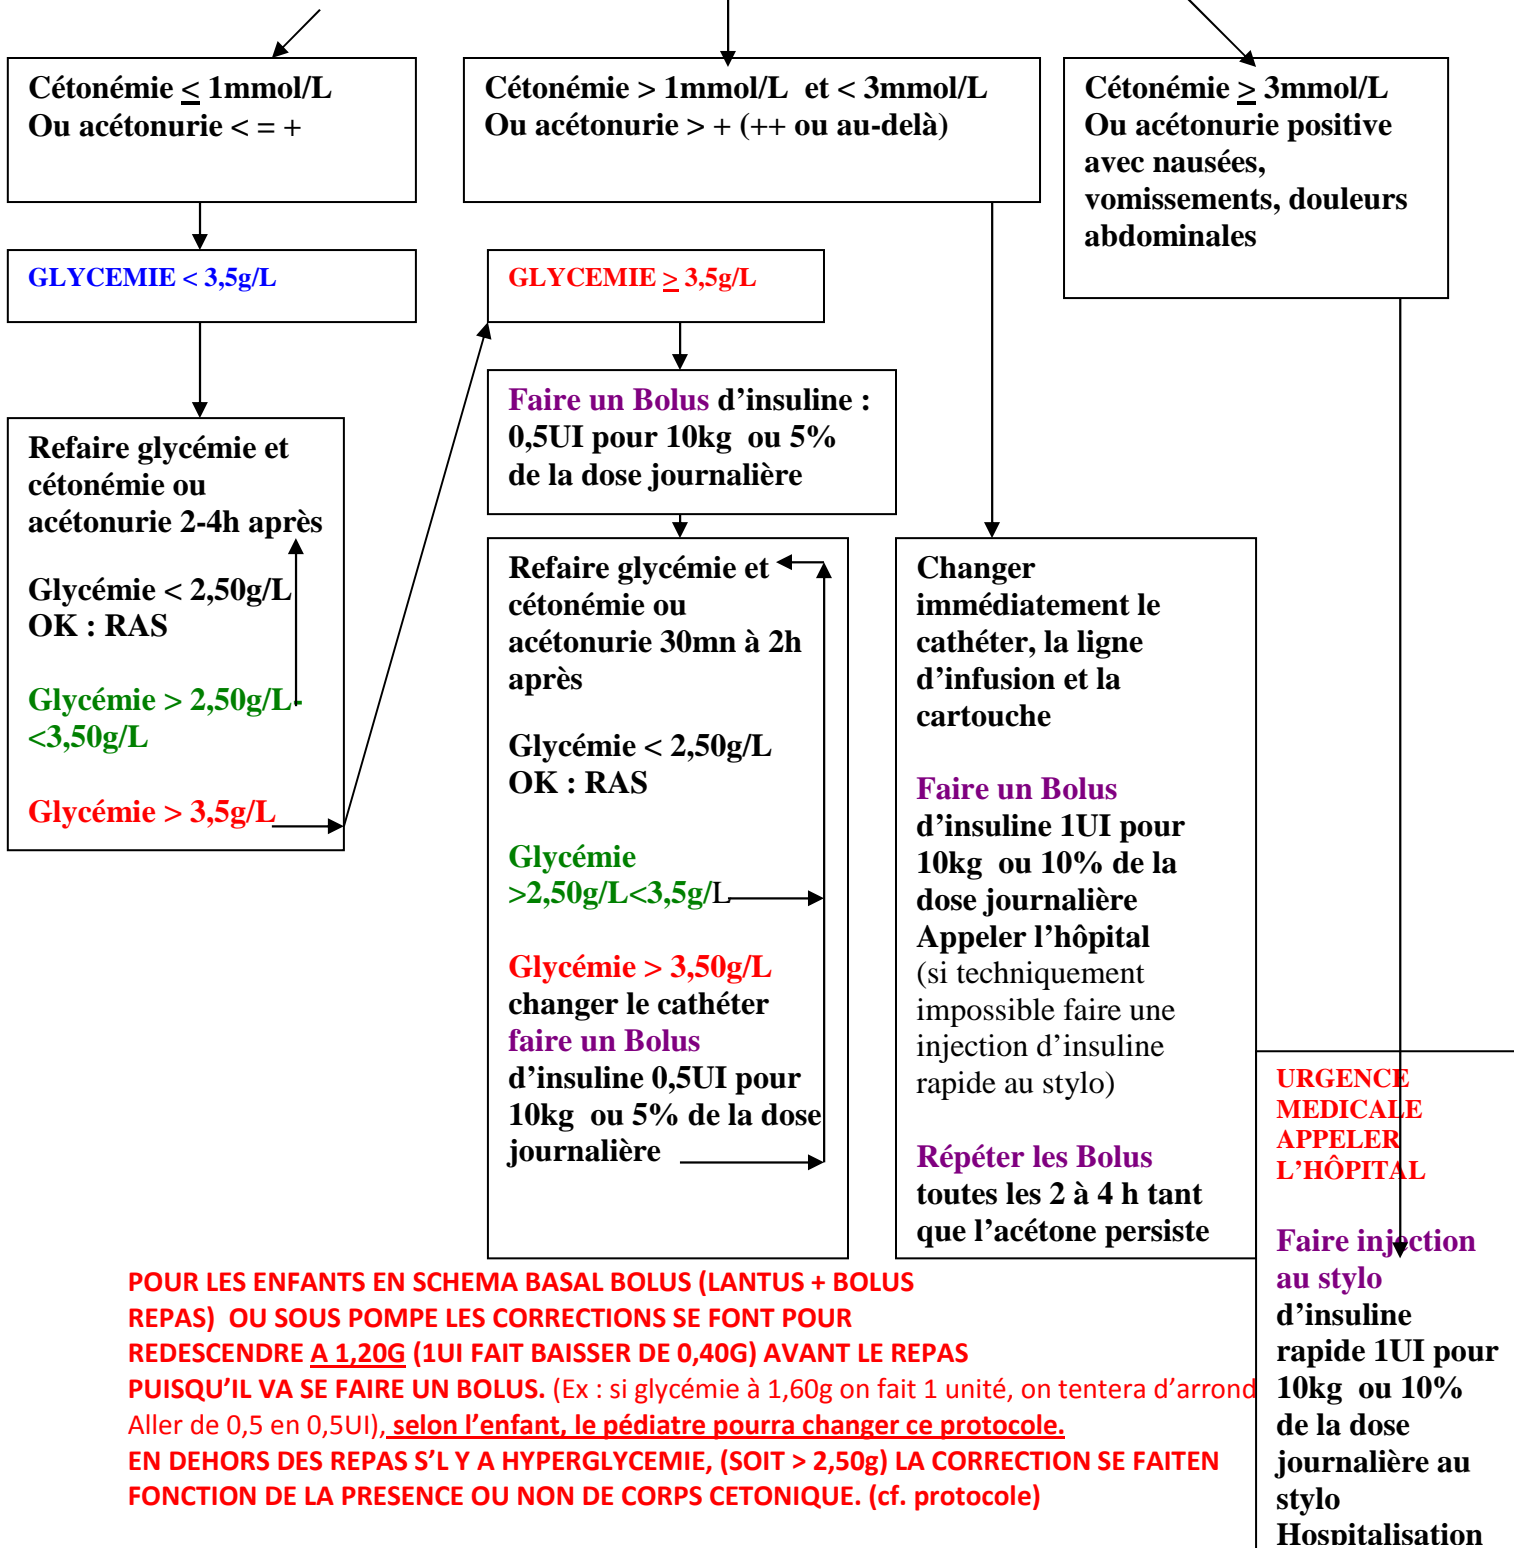 Cétonémie ≤ 1mmol/L
Ou acétonurie < = +
Cétonémie > 1mmol/L et < 3mmol/L
Ou acétonurie > + (++ ou au-delà)
Cétonémie ≥ 3mmol/L
Ou acétonurie positive
avec nausées,
vomissements, douleurs
abdominales
GLYCEMIE < 3,5g/L
GLYCEMIE ≥ 3,5g/L
Faire un Bolus d’insuline :
0,5UI pour 10kg ou 5%
de la dose journalière
Refaire glycémie et
cétonémie ou
acétonurie 2-4h après
Glycémie < 2,50g/L
OK : RAS
Glycémie > 2,50g/L-
<3,50g/L
Glycémie > 3,5g/L
Refaire glycémie et
cétonémie ou
acétonurie 30mn à 2h
après
Glycémie < 2,50g/L
OK : RAS
Glycémie
>2,50g/L<3,5g/L
Glycémie > 3,50g/L
changer le cathéter
faire un Bolus
d’insuline 0,5UI pour
10kg ou 5% de la dose
journalière
Changer
immédiatement le
cathéter, la ligne
d’infusion et la
cartouche
Faire un Bolus
d’insuline 1UI pour
10kg ou 10% de la
dose journalière
Appeler l’hôpital
(si techniquement
impossible faire une
injection d’insuline
rapide au stylo)
Répéter les Bolus
toutes les 2 à 4 h tant
que l’acétone persiste
URGENCE
MEDICALE
APPELER
L’HÔPITAL
Faire injection
au stylo
d’insuline
rapide 1UI pour
10kg ou 10%
de la dose
journalière au
stylo
Hospitalisation
POUR LES ENFANTS EN SCHEMA BASAL BOLUS (LANTUS + BOLUS
REPAS) OU SOUS POMPE LES CORRECTIONS SE FONT POUR
REDESCENDRE A 1,20G (1UI FAIT BAISSER DE 0,40G) AVANT LE REPAS
PUISQU’IL VA SE FAIRE UN BOLUS. (Ex : si glycémie à 1,60g on fait 1 unité, on tentera d’arrond
Aller de 0,5 en 0,5UI), selon l’enfant, le pédiatre pourra changer ce protocole.
EN DEHORS DES REPAS S’L Y A HYPERGLYCEMIE, (SOIT > 2,50g) LA CORRECTION SE FAITEN
FONCTION DE LA PRESENCE OU NON DE CORPS CETONIQUE. (cf. protocole)